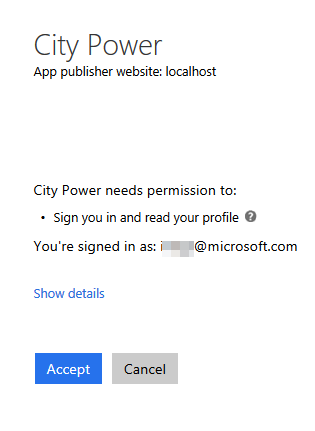 City Power
App publisher website: localhost
City Power needs permission to:
• Sign you in and read your profile ?
You're signed in as: i @microsoft.com
Show details
Accept Cancel